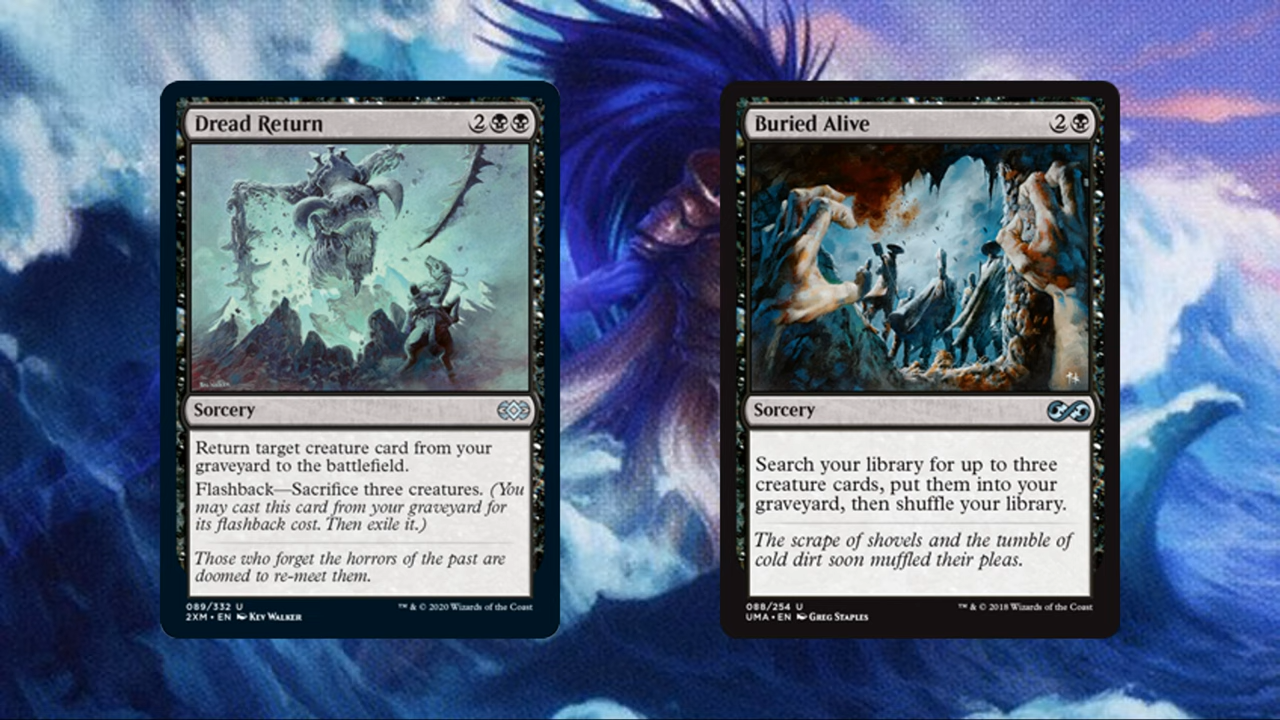 Dread Return 2
Sorcery
Return target creature card from your
graveyard to the battlefield.
Flashback—Sacrifice three creatures. (You
may cast this card from your graveyard for
its flashback cost. Then exile it.)
Those who forget the horrors of the past are
doomed to re-meet them.
089/332 U
™ & © 2020 Wizards of the Coast
2XM • EN Kev Walker
Buried Alive 2
Sorcery
Search your library for up to three
creature cards, put them into your
graveyard, then shuffle your library.
The scrape of shovels and the tumble of
cold dirt soon muffled their pleas.
088/254 U
™ & © 2018 Wizards of the Coast
UMA • EN Greg Staples